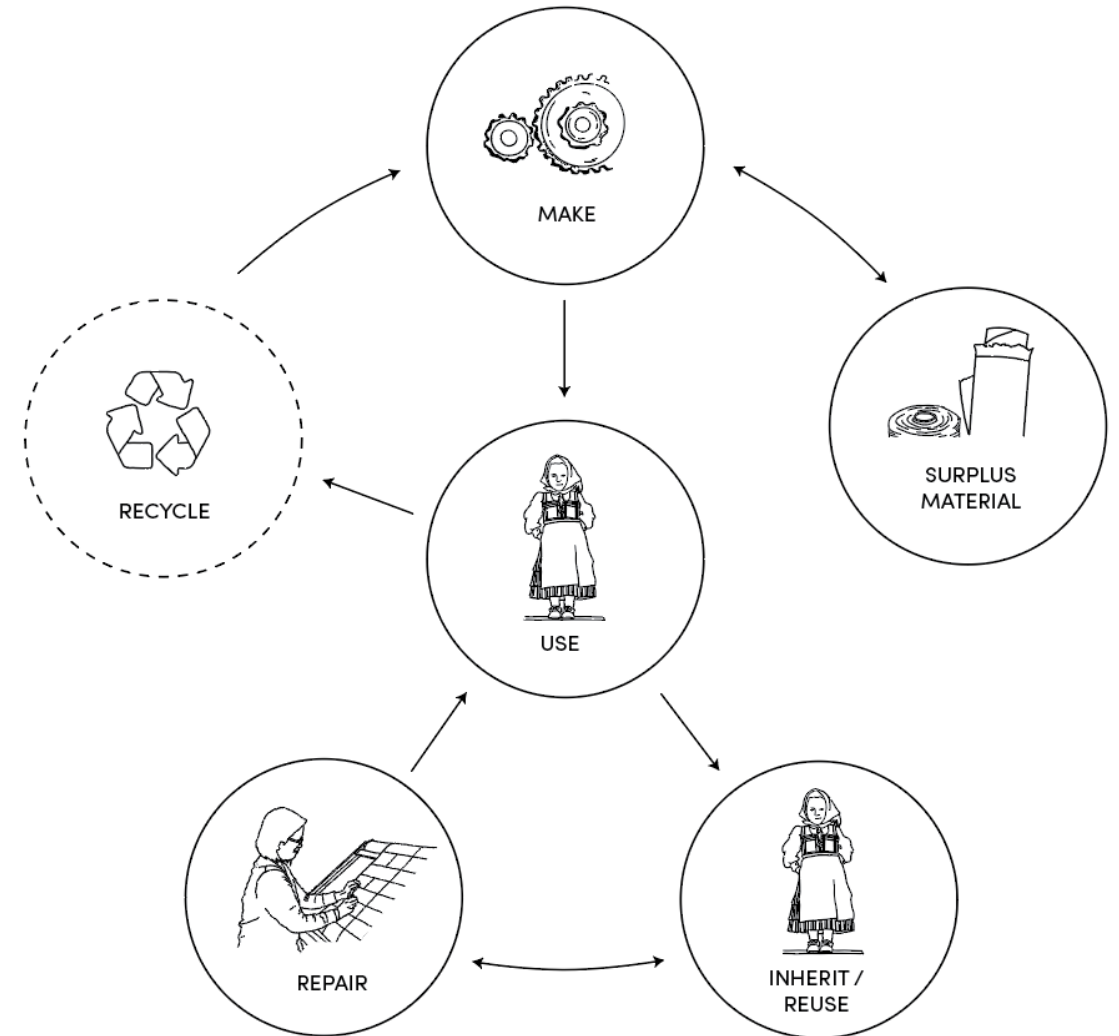 MAKE
RECYCLE
SURPLUS
MATERIAL
USE
REPAIR
INHERIT /
REUSE